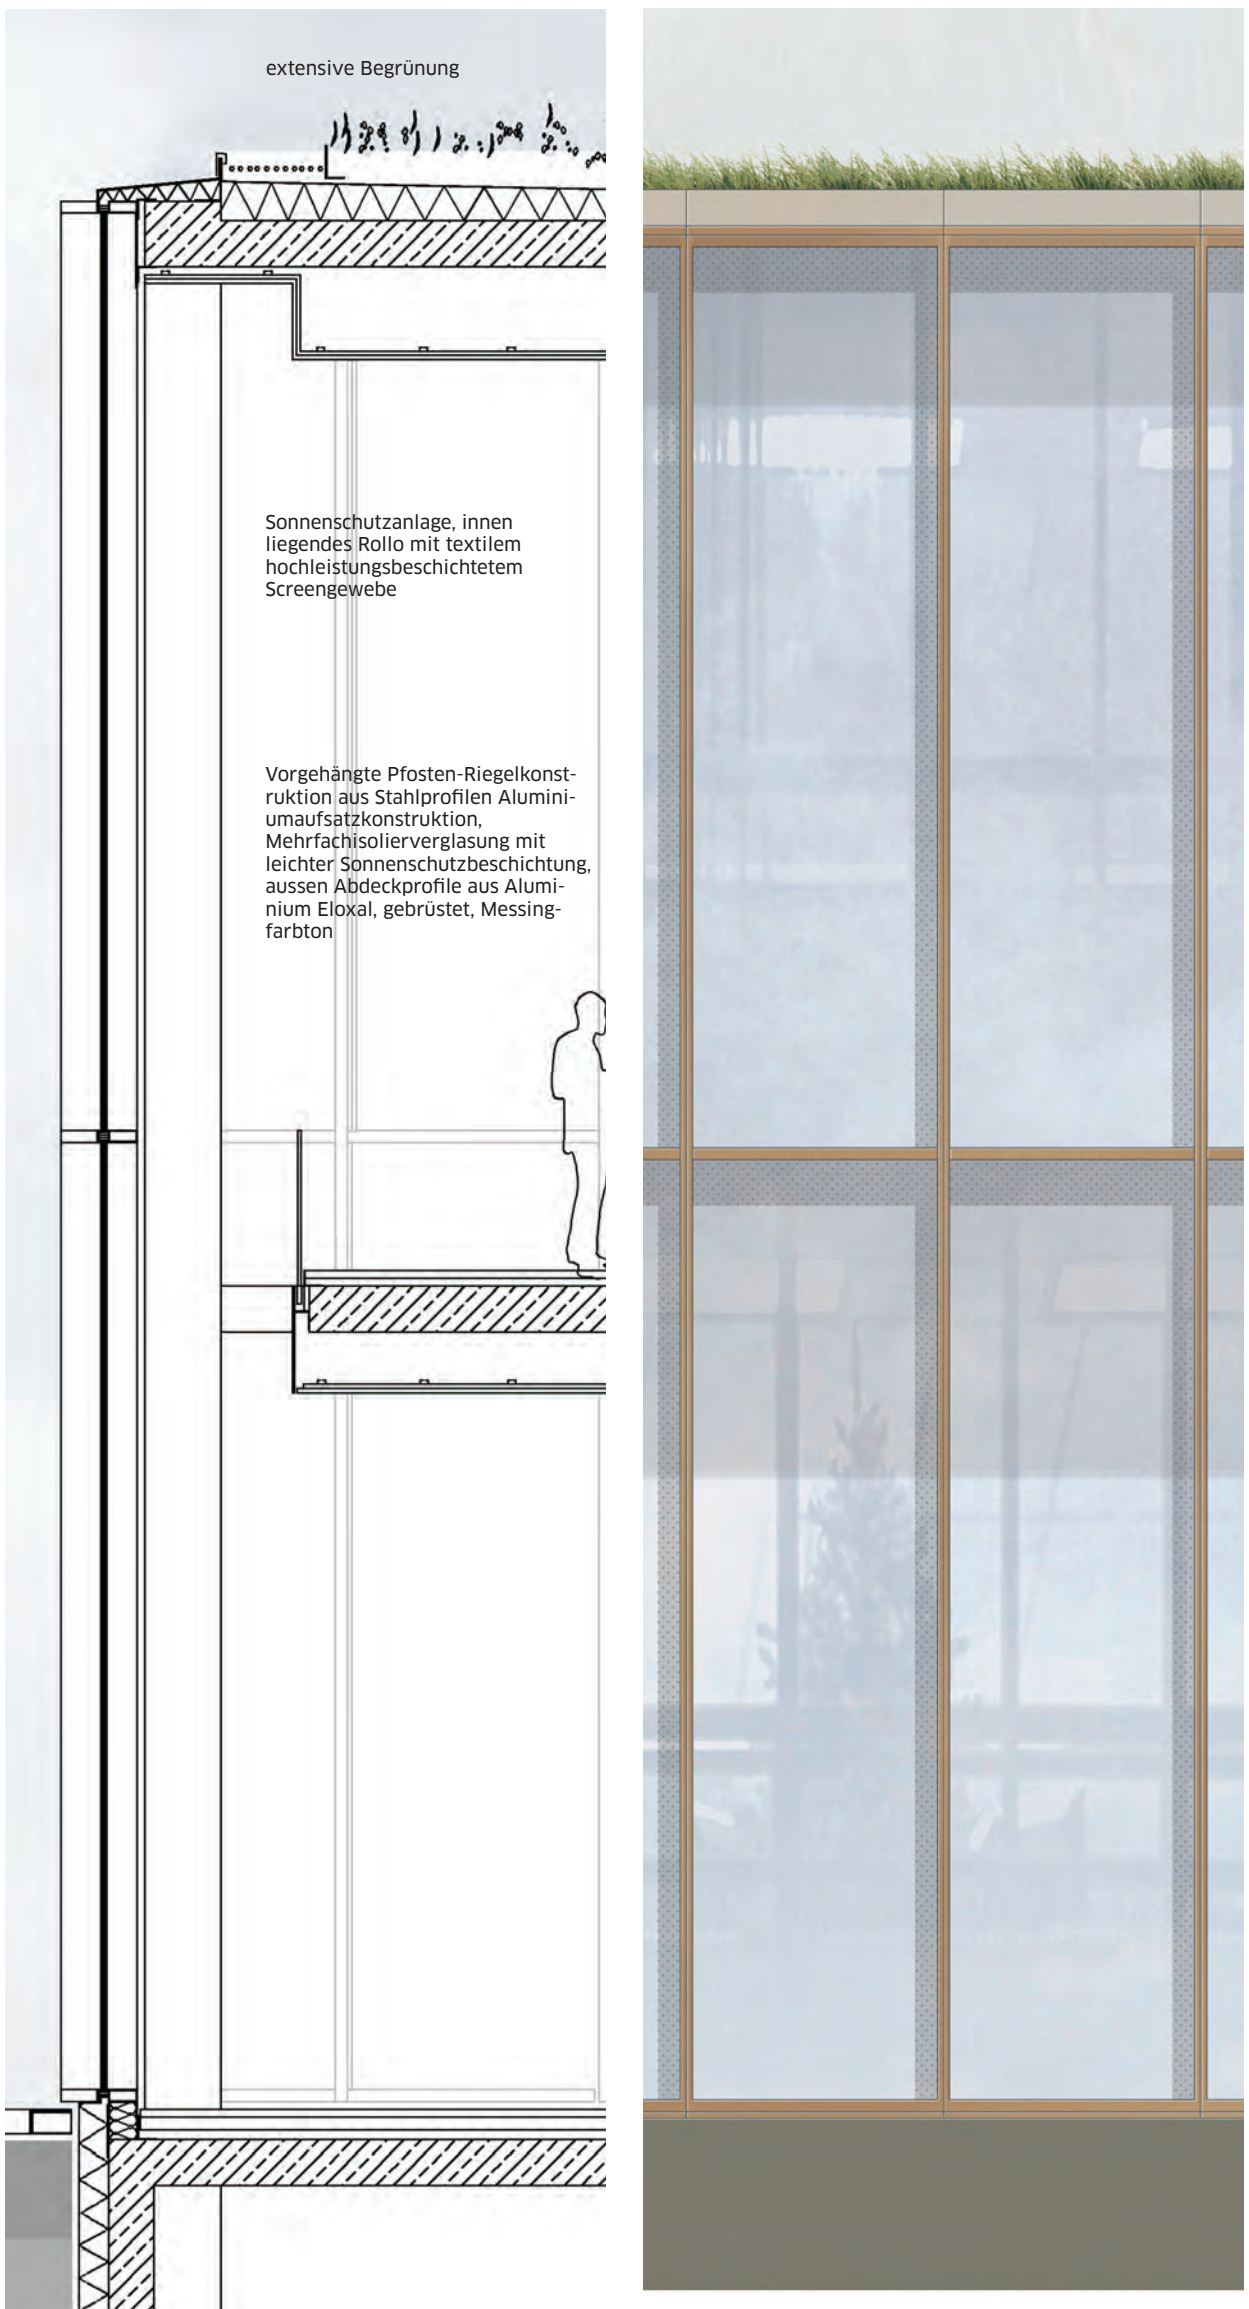 extensive Begrünung
Sonnenschutzanlage, innen
liegendes Rollo mit textilem
hochleistungsbeschichtetem
Screengewebe
Vorgehängte Pfosten-Riegelkonst-
ruktion aus Stahlprofilen Alumini-
umaufsatzkonstruktion,
Mehrfachisolierverglasung mit
leichter Sonnenschutzbeschichtung,
aussen Abdeckprofile aus Alumi-
nium Eloxal, gebrüstet, Messing-
farbton